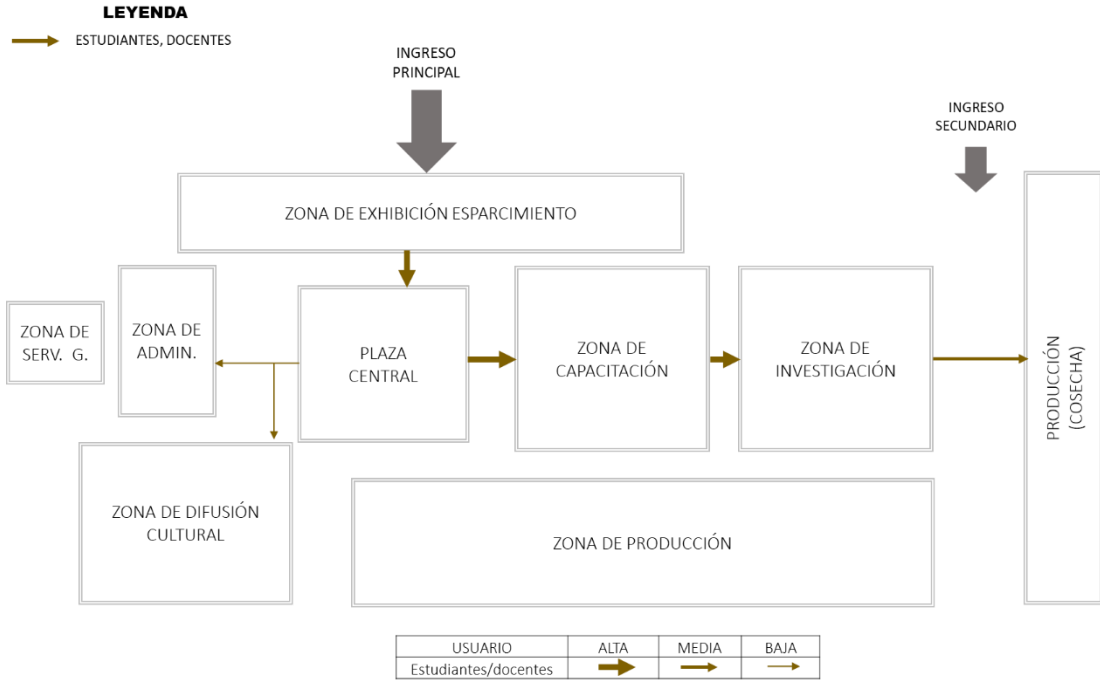 LEYENDA
ESTUDIANTES, DOCENTES
INGRESO
PRINCIPAL
INGRESO
SECUNDARIO
ZONA DE EXHIBICIÓN ESPARCIMIENTO
ZONA DE
SERV. G.
ZONA DE
ADMIN.
PLAZA
CENTRAL
ZONA DE
CAPACITACIÓN
ZONA DE
INVESTIGACIÓN
PRODUCCIÓN
(COSECHA)
ZONA DE DIFUSIÓN
CULTURAL
ZONA DE PRODUCCIÓN
USUARIO ALTA MEDIA BAJA
Estudiantes/docentes